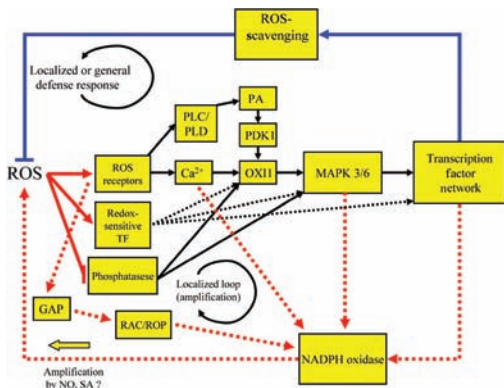 ROS-
scavenging
Localized or general
defense response
PLC/
PLD
PA
PDK1
ROS
ROS
receptors
Ca²⁺
OXI1
MAPK 3/6
Transcription
factor
network
Redox-
sensitive
TF
Phosphatasese
Localized loop
(amplification)
GAP
RAC/ROP
NADPH oxidase
Amplification
by NO, SA ?